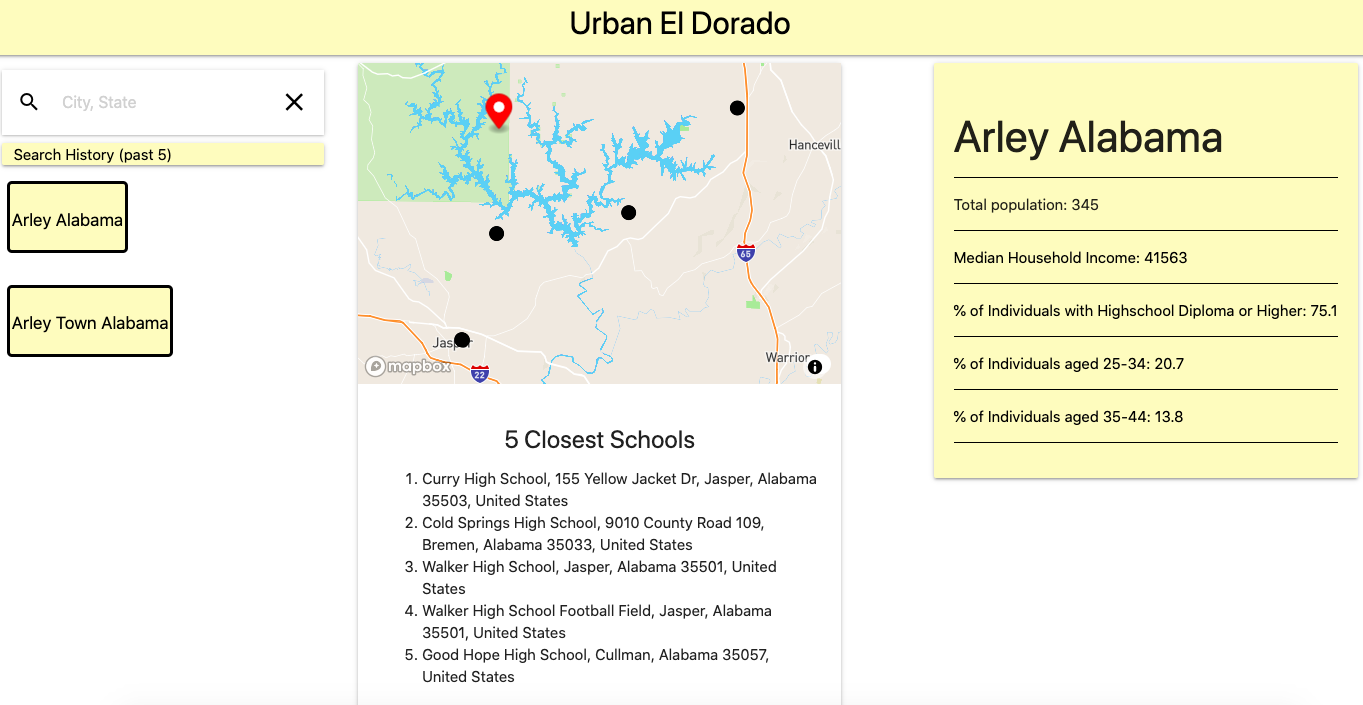 Urban El Dorado
City, State
Search History (past 5)
Arley Alabama
Arley Town Alabama
Hancevill
65
Jasper
Warrior
mapbox
22
5 Closest Schools
1. Curry High School, 155 Yellow Jacket Dr, Jasper, Alabama
35503, United States
2. Cold Springs High School, 9010 County Road 109,
Bremen, Alabama 35033, United States
3. Walker High School, Jasper, Alabama 35501, United
States
4. Walker High School Football Field, Jasper, Alabama
35501, United States
5. Good Hope High School, Cullman, Alabama 35057,
United States
Arley Alabama
Total population: 345
Median Household Income: 41563
% of Individuals with Highschool Diploma or Higher: 75.1
% of Individuals aged 25-34: 20.7
% of Individuals aged 35-44: 13.8